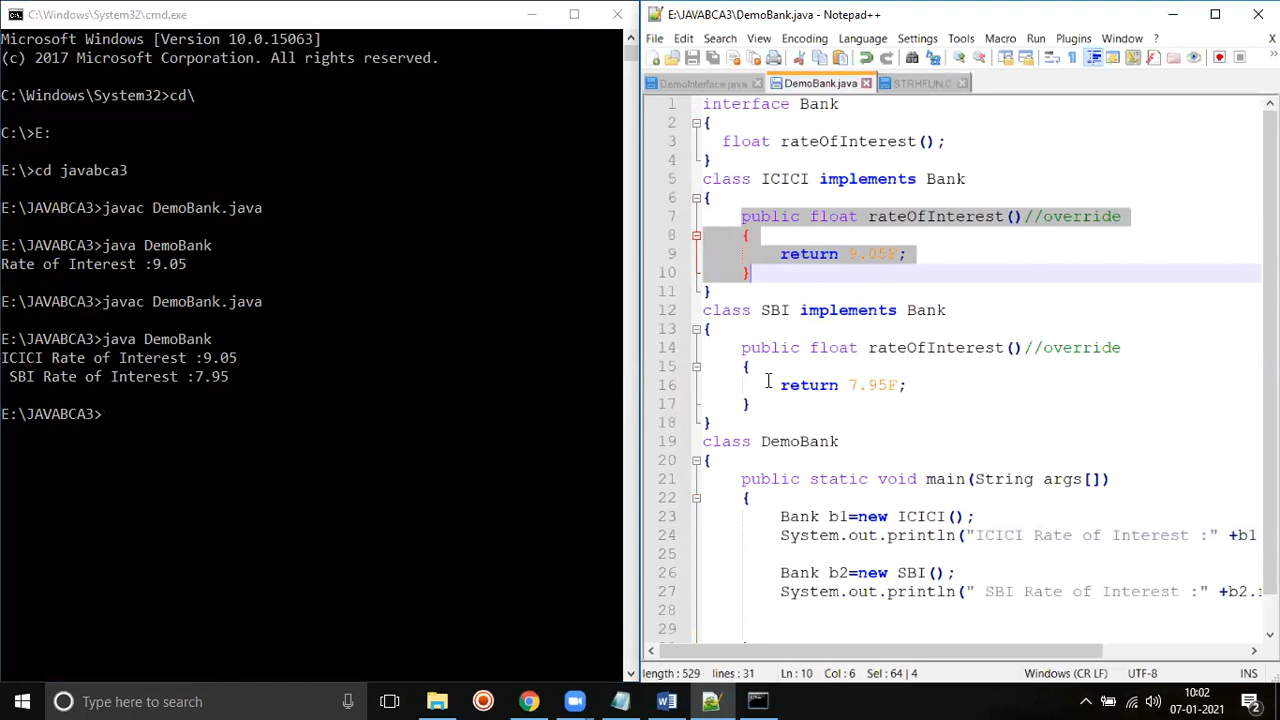 C:\Windows\System32\cmd.exe
Microsoft Windows [Version 10.0.15063]
(c) 2017 Microsoft Corporation. All rights reserved.
C:\Windows\System32>cd\
C:\>E:
E:\>cd javabca3
E:\JAVABCA3>javac DemoBank.java
E:\JAVABCA3>java DemoBank
Rate of Interest :9.05
E:\JAVABCA3>javac DemoBank.java
E:\JAVABCA3>java DemoBank
ICICI Rate of Interest :9.05
 SBI Rate of Interest :7.95
E:\JAVABCA3>
E:\JAVABCA3\DemoBank.java - Notepad++
File Edit Search View Encoding Language Settings Tools Macro Run Plugins Window ?
DemoInterface.java DemoBank.java STRHFUN.C
1 interface Bank
2 {
3   float rateOfInterest();
4 }
5 class ICICI implements Bank
6 {
7     public float rateOfInterest()//override
8     {
9         return 9.05F;
10     }
11 }
12 class SBI implements Bank
13 {
14     public float rateOfInterest()//override
15     {
16         return 7.95F;
17     }
18 }
19 class DemoBank
20 {
21     public static void main(String args[])
22     {
23         Bank b1=new ICICI();
24         System.out.println("ICICI Rate of Interest :" +b1
25
26         Bank b2=new SBI();
27         System.out.println(" SBI Rate of Interest :" +b2.
28
29
length : 529 lines : 31 Ln : 10 Col : 6 Sel : 64 | 4 Windows (CR LF) UTF-8 INS
Type here to search
10:02
07-01-2021
2